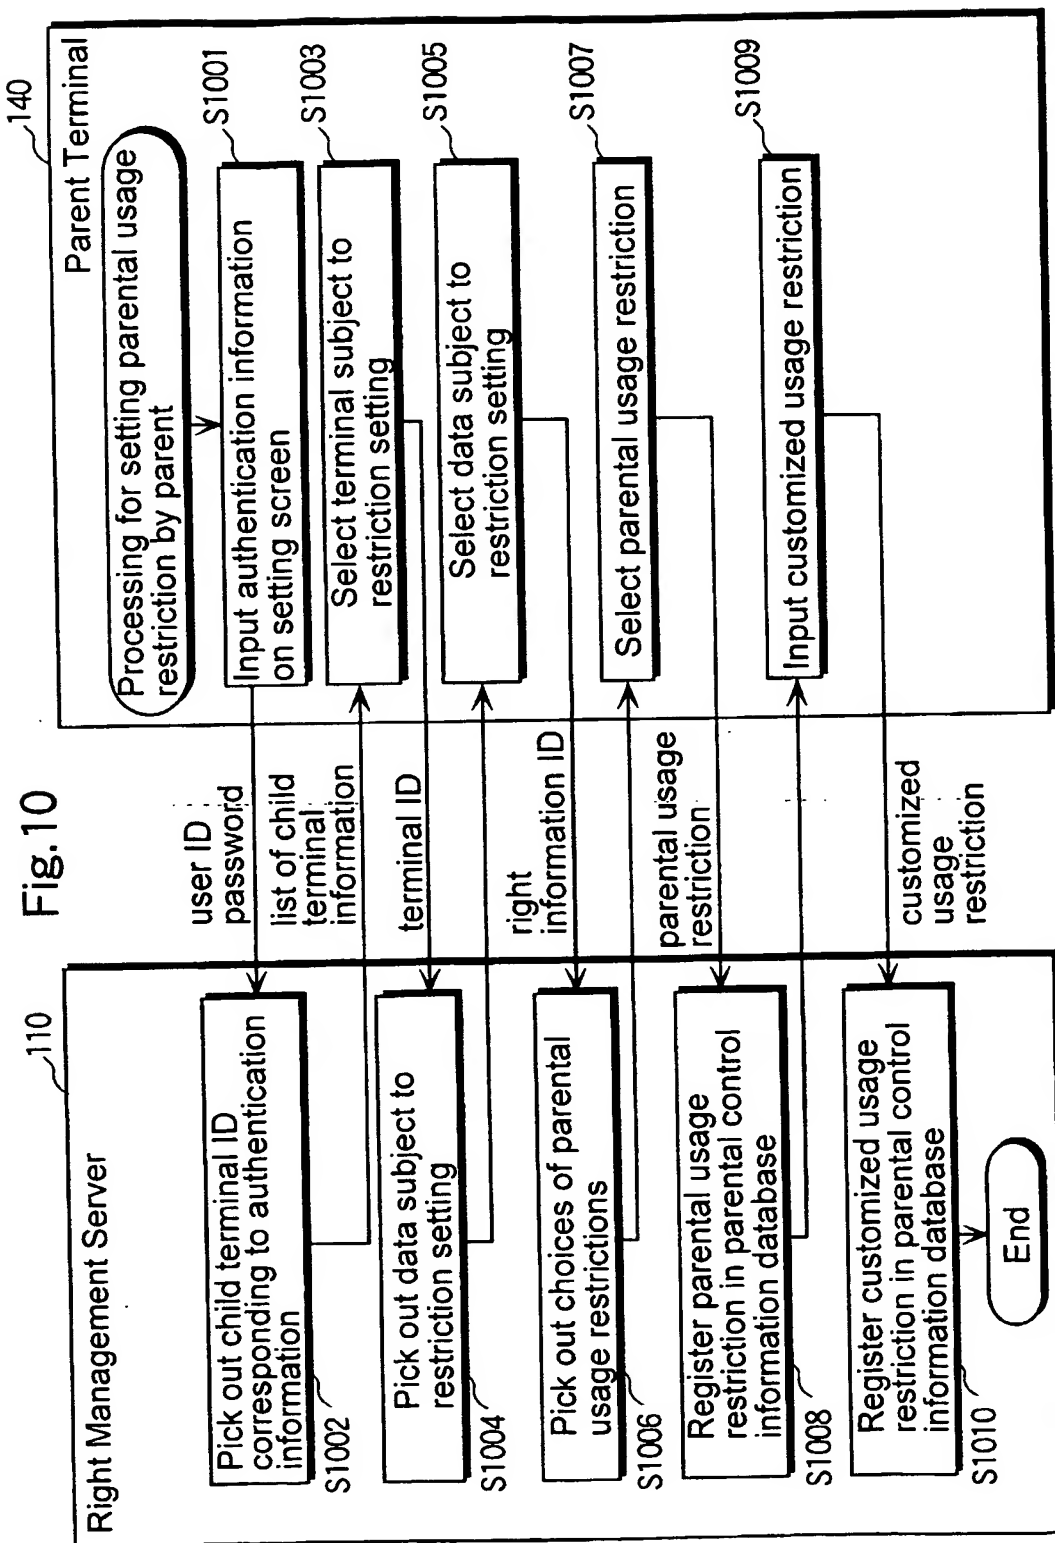 Fig.10
110
Right Management Server
Pick out child terminal ID
corresponding to authentication
information
S1002
Pick out data subject to
restriction setting
S1004
Pick out choices of parental
usage restrictions
S1006
Register parental usage
restriction in parental control
information database
S1008
Register customized usage
restriction in parental control
information database
S1010
End
user ID
password
list of child
terminal
information
terminal ID
right
information ID
parental usage
restriction
customized
usage
restriction
140
Parent Terminal
Processing for setting parental usage
restriction by parent
Input authentication information
on setting screen
S1001
Select terminal subject to
restriction setting
S1003
Select data subject to
restriction setting
S1005
Select parental usage restriction
S1007
Input customized usage restriction
S1009